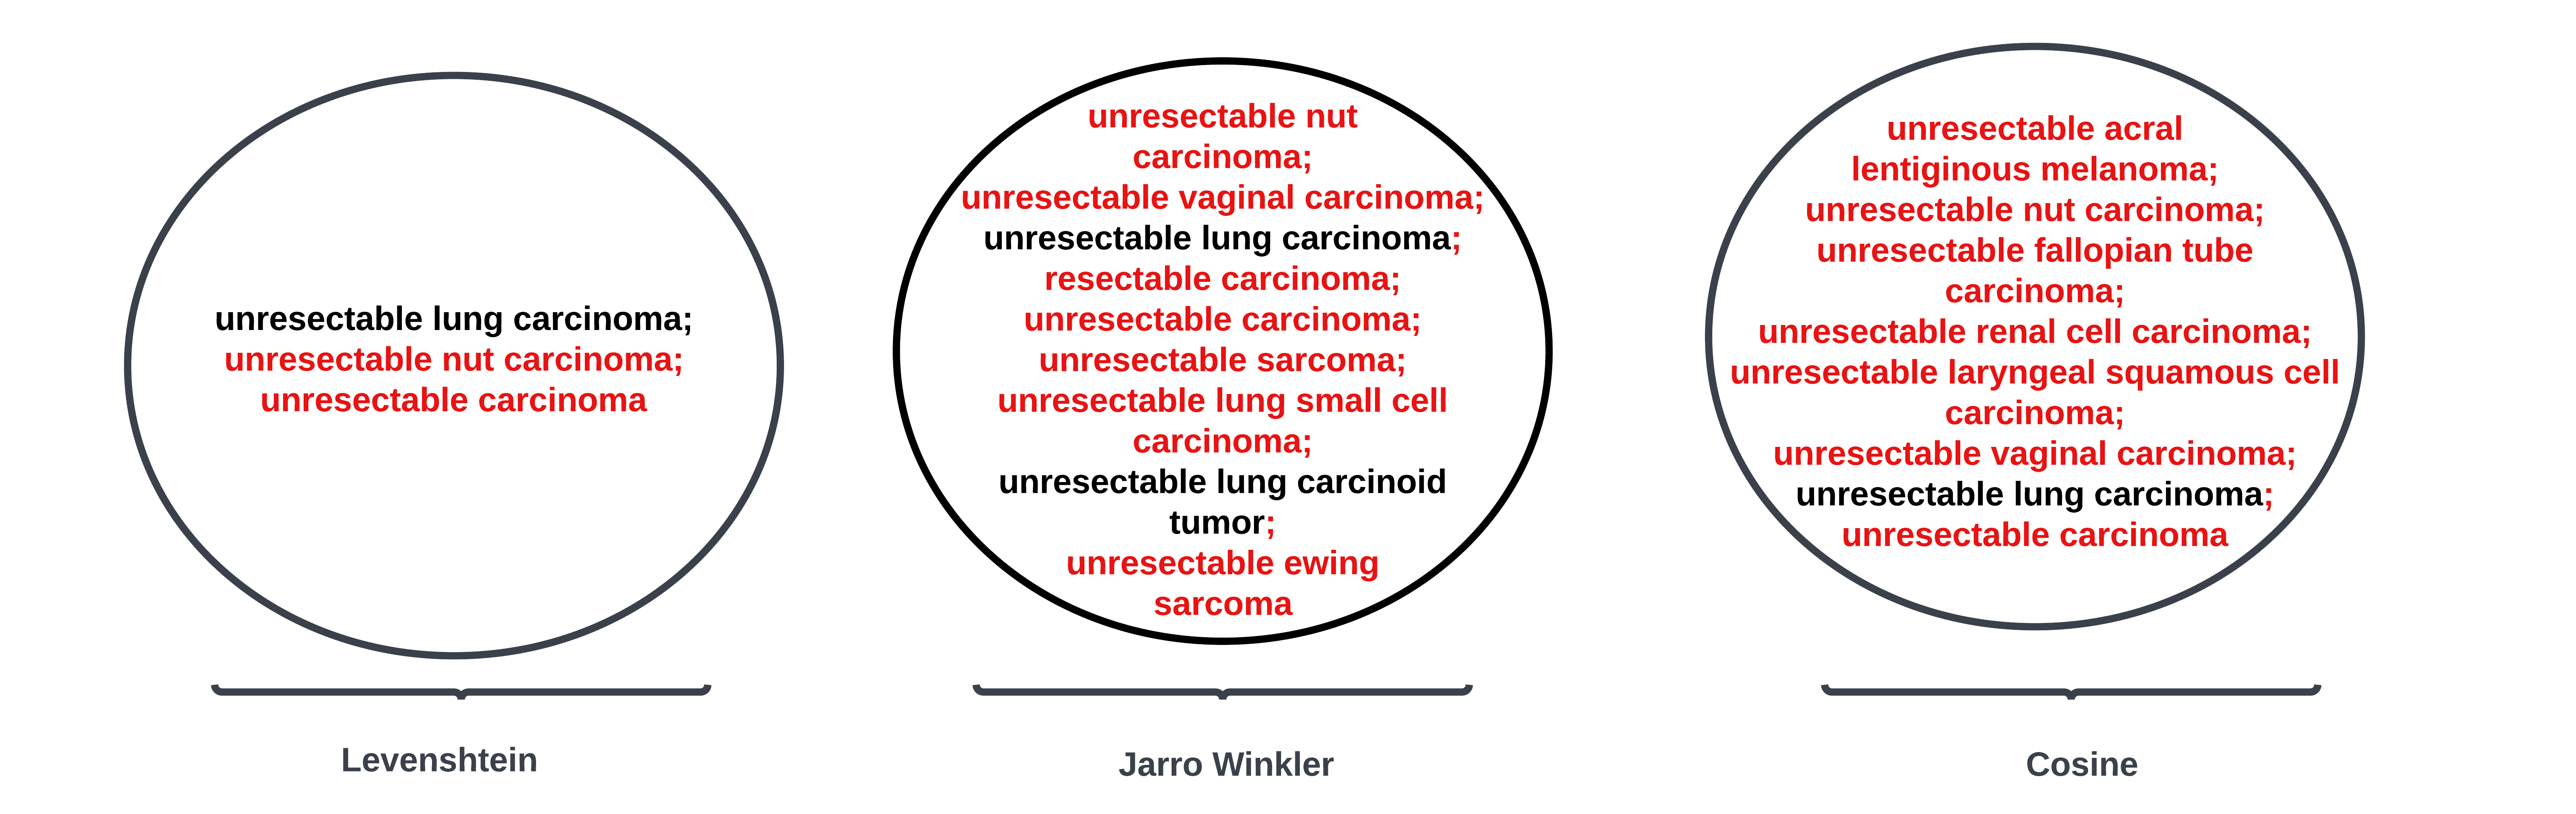 unresectable lung carcinoma;
unresectable nut carcinoma;
unresectable carcinoma
Levenshtein
unresectable nut
carcinoma;
unresectable vaginal carcinoma;
unresectable lung carcinoma;
resectable carcinoma;
unresectable carcinoma;
unresectable sarcoma;
unresectable lung small cell
carcinoma;
unresectable lung carcinoid
tumor;
unresectable ewing
sarcoma
Jarro Winkler
unresectable acral
lentiginous melanoma;
unresectable nut carcinoma;
unresectable fallopian tube
carcinoma;
unresectable renal cell carcinoma;
unresectable laryngeal squamous cell
carcinoma;
unresectable vaginal carcinoma;
unresectable lung carcinoma;
unresectable carcinoma
Cosine